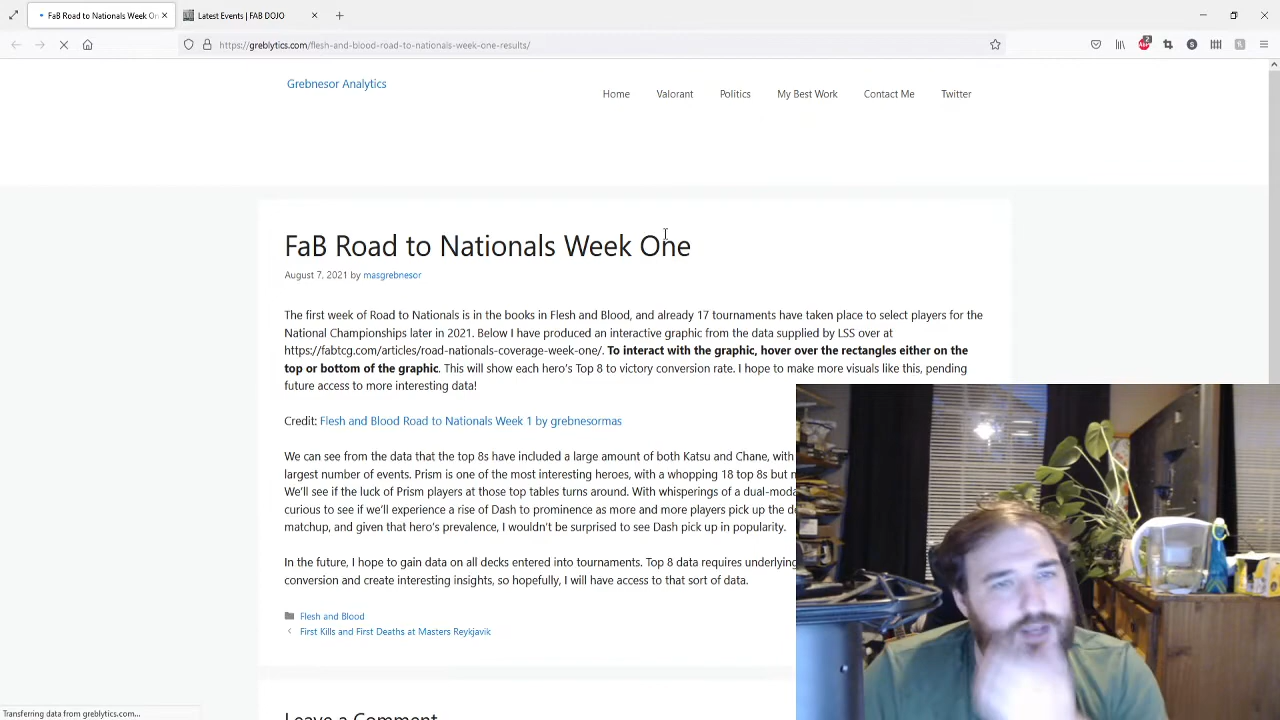 FaB Road to Nationals Week On
Latest Events | FAB DOJO
https://greblytics.com/flesh-and-blood-road-to-nationals-week-one-results/
2
Grebnesor Analytics
Home Valorant Politics My Best Work Contact Me Twitter
FaB Road to Nationals Week One
August 7, 2021 by masgrebnesor
The first week of Road to Nationals is in the books in Flesh and Blood, and already 17 tournaments have taken place to select players for the
National Championships later in 2021. Below I have produced an interactive graphic from the data supplied by LSS over at
https://fabtcg.com/articles/road-nationals-coverage-week-one/. To interact with the graphic, hover over the rectangles either on the
top or bottom of the graphic. This will show each hero's Top 8 to victory conversion rate. I hope to make more visuals like this, pending
future access to more interesting data!
Credit: Flesh and Blood Road to Nationals Week 1 by grebnesormas
We can see from the data that the top 8s have included a large amount of both Katsu and Chane, with
largest number of events. Prism is one of the most interesting heroes, with a whopping 18 top 8s but
We'll see if the luck of Prism players at those top tables turns around. With whisperings of a dual-moda
curious to see if we'll experience a rise of Dash to prominence as more and more players pick up the de
matchup, and given that hero's prevalence, I wouldn't be surprised to see Dash pick up in popularity.
In the future, I hope to gain data on all decks entered into tournaments. Top 8 data requires underlying
conversion and create interesting insights, so hopefully, I will have access to that sort of data.
Flesh and Blood
First Kills and First Deaths at Masters Reykjavik
Leave a Comment
Transferring data from greblytics.com...